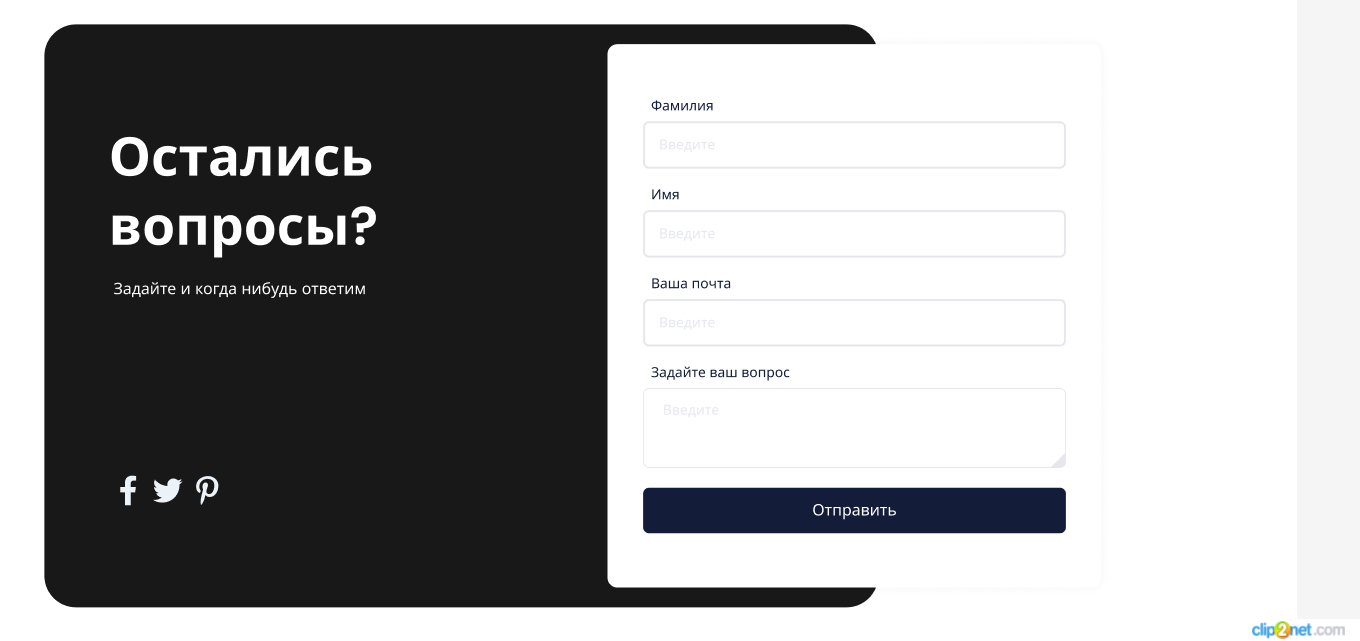 Остались
вопросы?
Задайте и когда нибудь ответим
Фамилия
Введите
Имя
Введите
Ваша почта
Введите
Задайте ваш вопрос
Введите
Отправить
clip2net.com